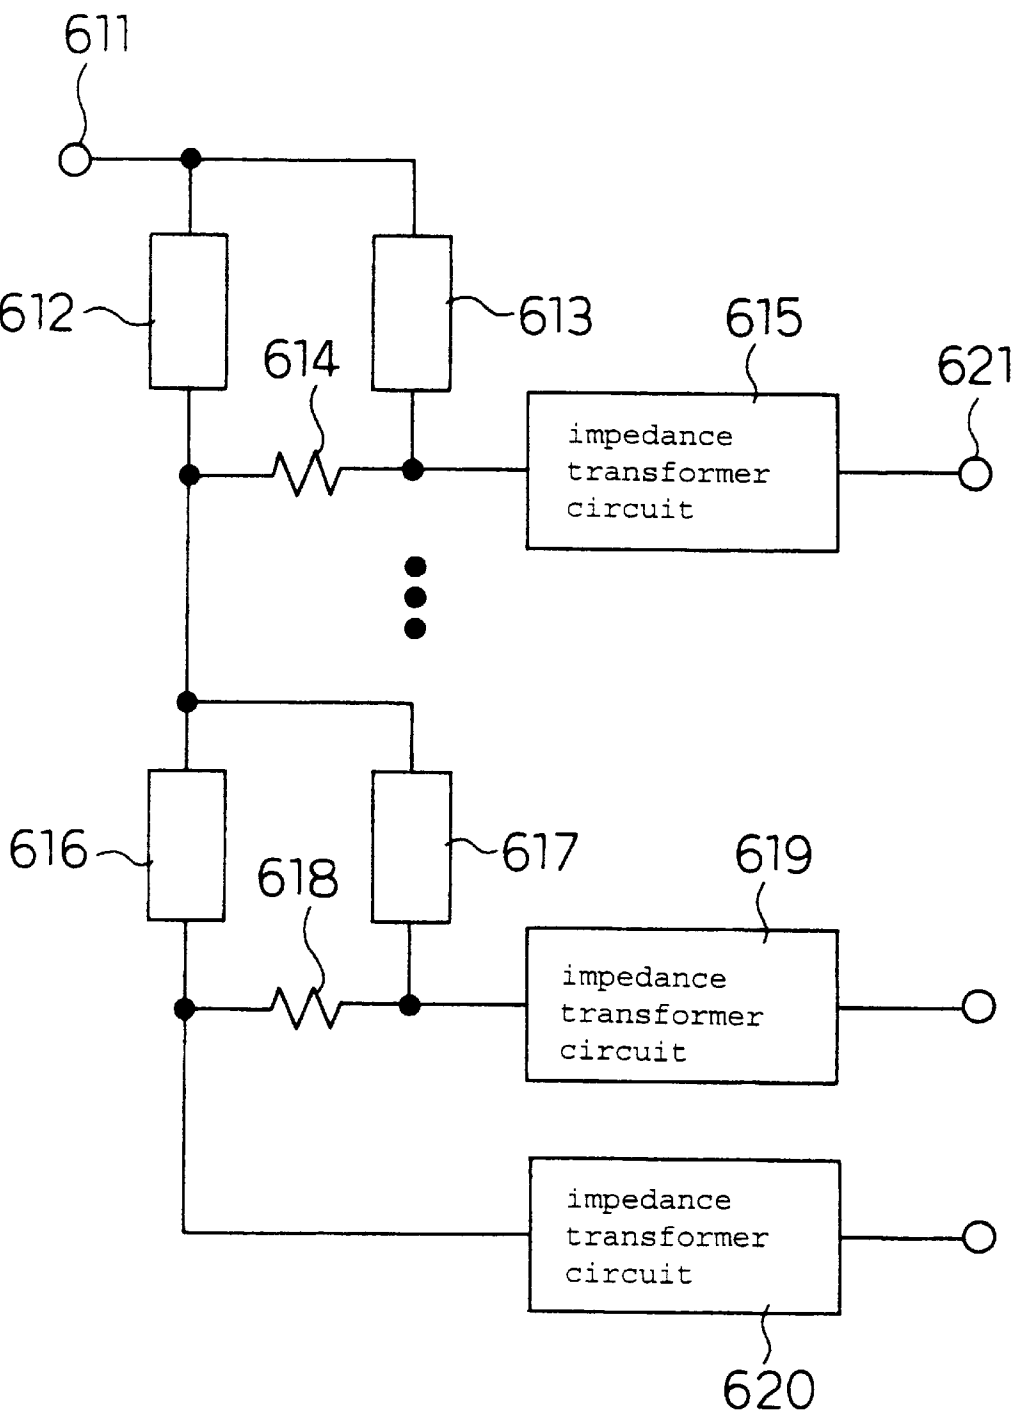 611
612
613
614
615
621
impedance
transformer
circuit
616
617
618
619
impedance
transformer
circuit
impedance
transformer
circuit
620